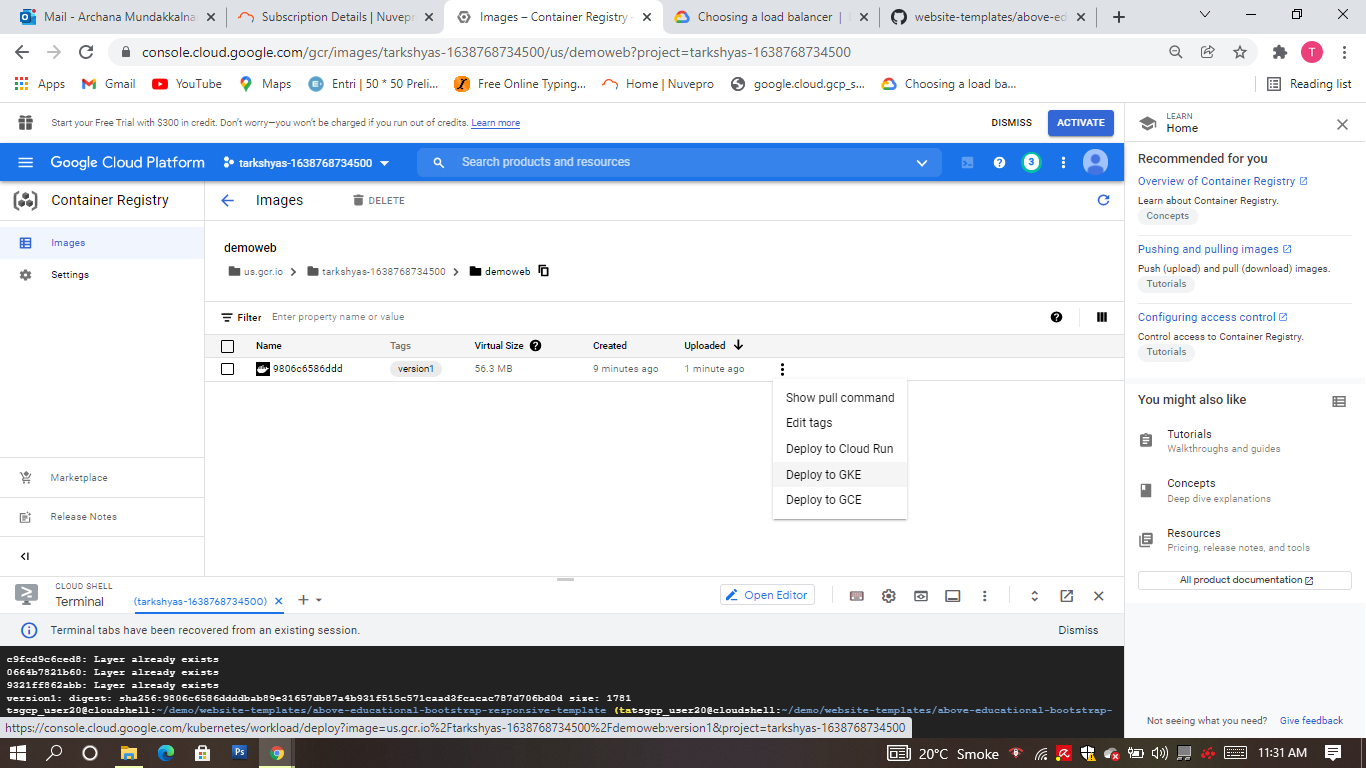 Mail - Archana Mundakkalnal
Subscription Details | Nuvepro
Images – Container Registry –
Choosing a load balancer |
website-templates/above-ed
console.cloud.google.com/gcr/images/tarkshyas-1638768734500/us/demoweb?project=tarkshyas-1638768734500
T
Apps
Gmail
YouTube
Maps
Entri | 50 * 50 Preli...
Free Online Typing...
Home | Nuvepro
google.cloud.gcp_s...
Choosing a load ba...
Reading list
Start your Free Trial with $300 in credit. Don't worry—you won't be charged if you run out of credits. Learn more
DISMISS
ACTIVATE
LEARN
Home
Google Cloud Platform
tarkshyas-1638768734500
Search products and resources
3
Container Registry
Images
DELETE
Images
Settings
demoweb
us.gcr.io
tarkshyas-1638768734500
demoweb
Filter
Enter property name or value
Name
Tags
Virtual Size
Created
Uploaded
9806c6586ddd
version1
56.3 MB
9 minutes ago
1 minute ago
Show pull command
Edit tags
Deploy to Cloud Run
Deploy to GKE
Deploy to GCE
Marketplace
Release Notes
Recommended for you
Overview of Container Registry
Learn about Container Registry.
Concepts
Pushing and pulling images
Push (upload) and pull (download) images.
Tutorials
Configuring access control
Control access to Container Registry.
Tutorials
You might also like
Tutorials
Walkthroughs and guides
Concepts
Deep dive explanations
Resources
Pricing, release notes, and tools
All product documentation
Not seeing what you need?
Give feedback
CLOUD SHELL
Terminal
(tarkshyas-1638768734500)
Open Editor
Terminal tabs have been recovered from an existing session.
Dismiss
c9fcd9c6ced8: Layer already exists
0664b7821b60: Layer already exists
9321ff862abb: Layer already exists
version1: digest: sha256:9806c6586ddddbab89e31657db87a4b931f515c571caad3fcacac787d706bd0d size: 1781
tsgcp_user20@cloudshell:~/demo/website-templates/above-educational-bootstrap-responsive-template (tatsgcp_user20@cloudshell:~/demo/website-templates/above-educational-bootstrap-
https://console.cloud.google.com/kubernetes/workload/deploy?image=us.gcr.io%2Ftarkshyas-1638768734500%2Fdemoweb:version1&project=tarkshyas-1638768734500
Ps
20°C Smoke
11:31 AM